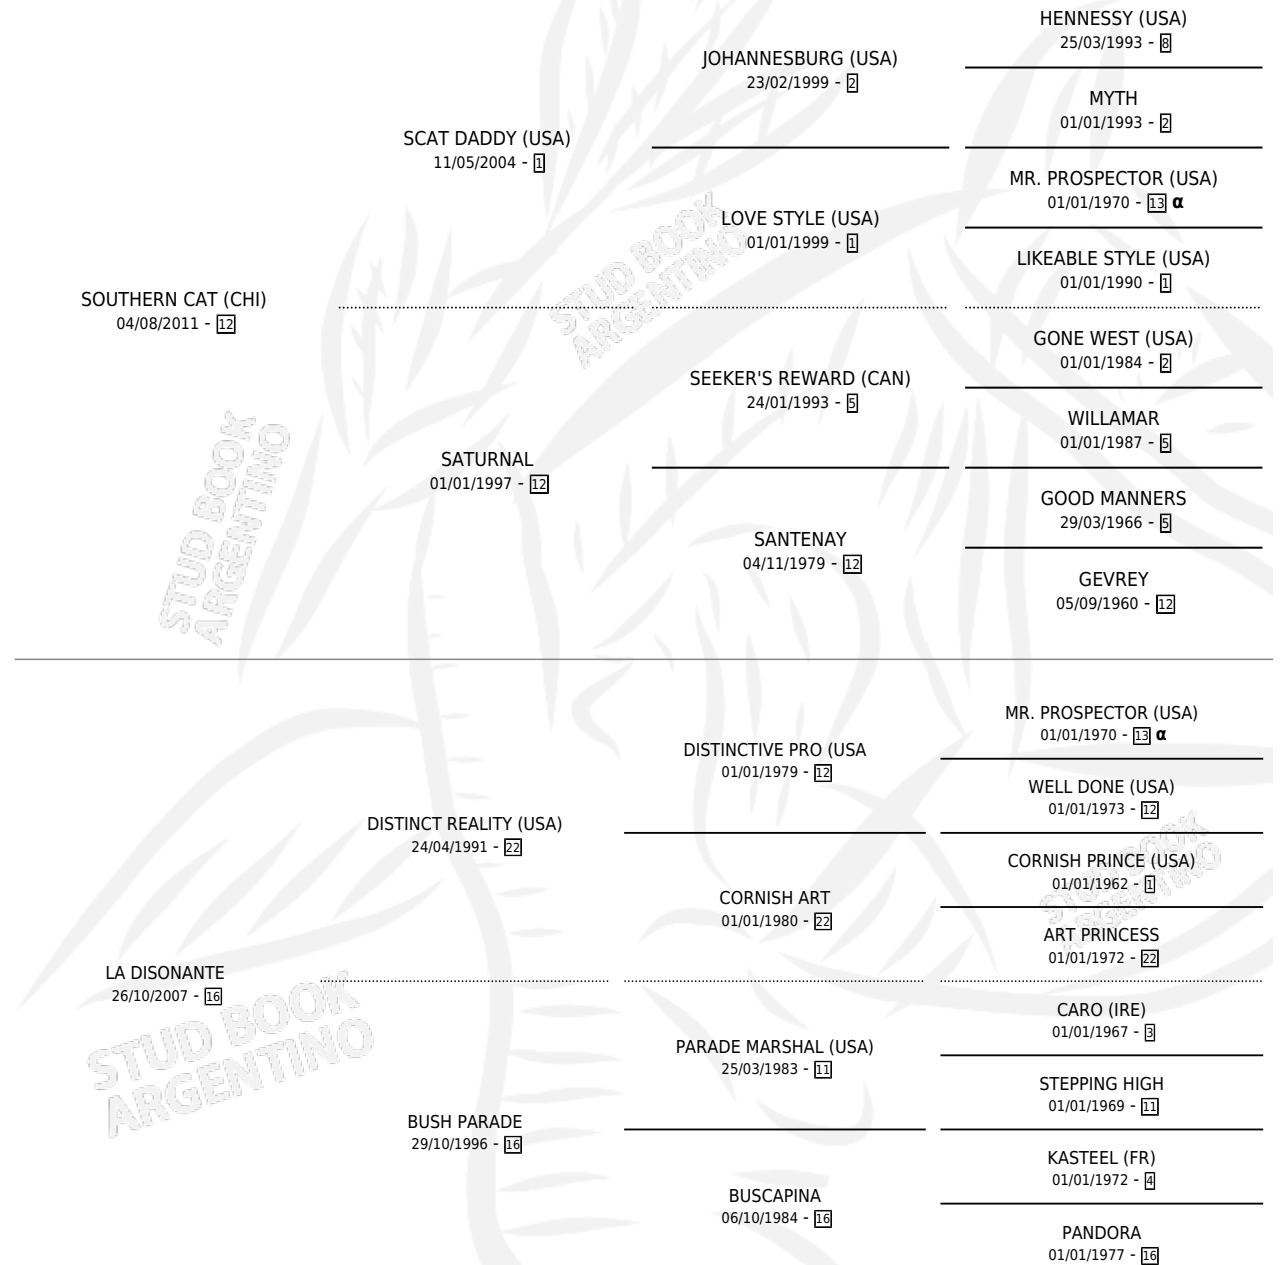 HENNESSY (USA)
25/03/1993 - 8
JOHANNESBURG (USA)
23/02/1999 - 2
MYTH
01/01/1993 - 2
SCAT DADDY (USA)
11/05/2004 - 1
MR. PROSPECTOR (USA)
01/01/1970 - 13 α
LOVE STYLE (USA)
01/01/1999 - 1
LIKEABLE STYLE (USA)
01/01/1990 - 1
STUD BOOK
ARGENTINO
SOUTHERN CAT (CHI)
04/08/2011 - 12
GONE WEST (USA)
01/01/1984 - 2
SEEKER'S REWARD (CAN)
24/01/1993 - 5
WILLAMAR
01/01/1987 - 5
SATURNAL
01/01/1997 - 12
GOOD MANNERS
29/03/1966 - 5
SANTENAY
04/11/1979 - 12
GEVREY
05/09/1960 - 12
STUD BOOK
ARGENTINO
MR. PROSPECTOR (USA)
01/01/1970 - 13 α
DISTINCTIVE PRO (USA
01/01/1979 - 12
WELL DONE (USA)
01/01/1973 - 12
DISTINCT REALITY (USA)
24/04/1991 - 22
CORNISH PRINCE (USA)
01/01/1962 - 1
STUD BOOK
ARGENTINO
CORNISH ART
01/01/1980 - 22
ART PRINCESS
01/01/1972 - 22
LA DISONANTE
26/10/2007 - 16
STUD BOOK
ARGENTINO
CARO (IRE)
01/01/1967 - 3
PARADE MARSHAL (USA)
25/03/1983 - 11
STEPPING HIGH
01/01/1969 - 11
BUSH PARADE
29/10/1996 - 16
KASTEEL (FR)
01/01/1972 - 4
BUSCAPINA
06/10/1984 - 16
PANDORA
01/01/1977 - 16